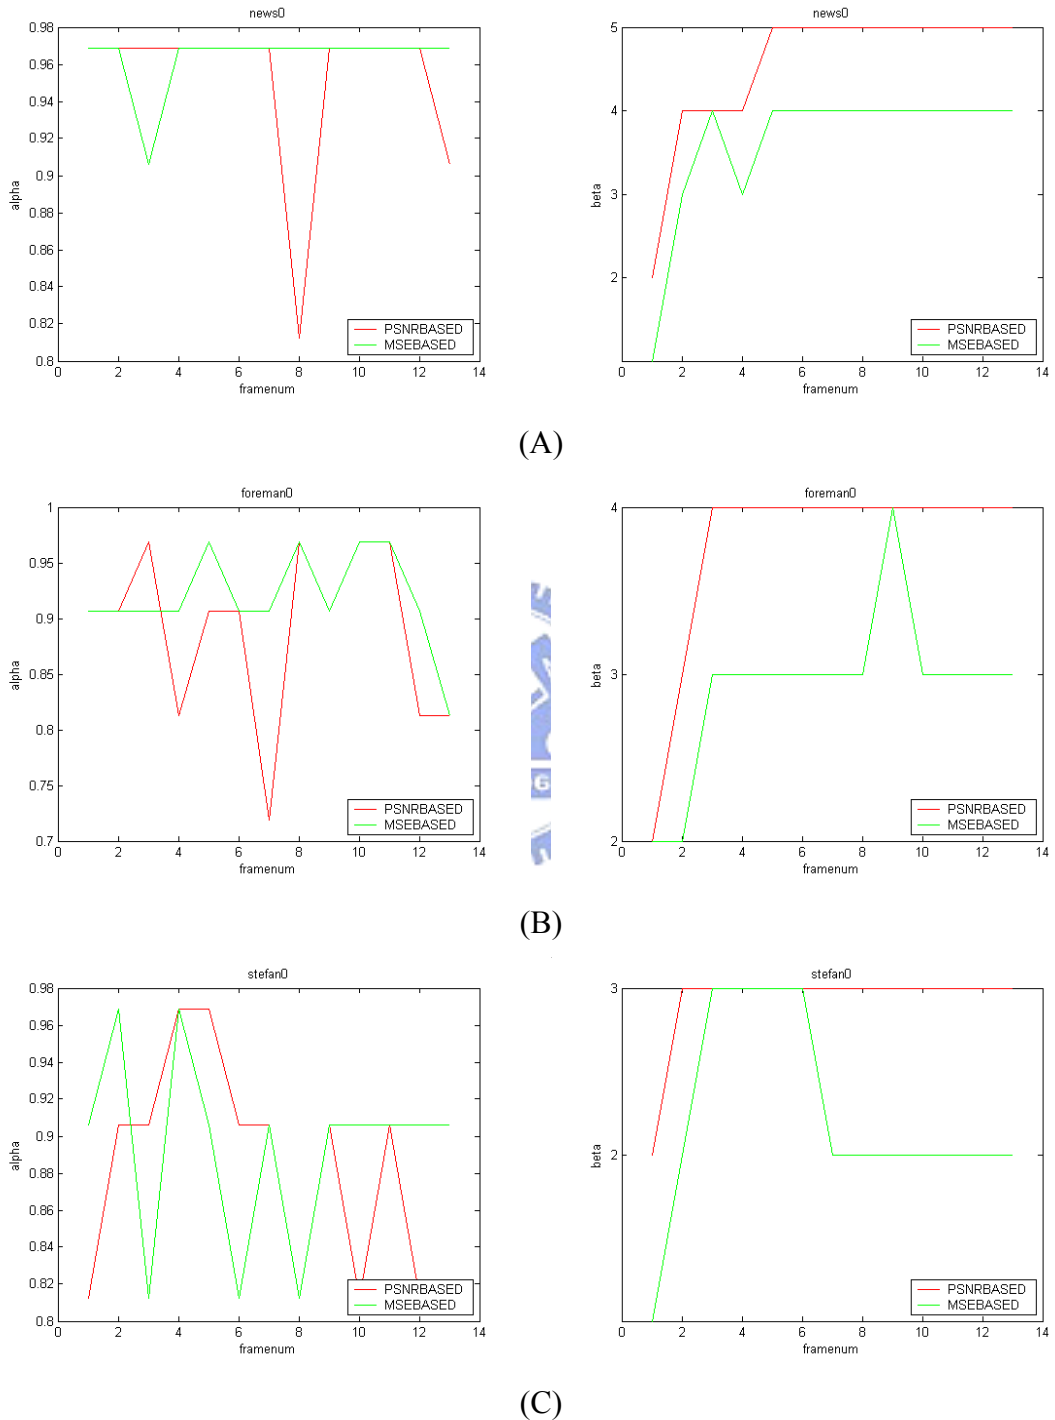 news0
0.98
0.96
0.94
0.92
0.9
0.88
0.86
0.84
0.82
0.8
alpha
PSNRBASED
MSEBASED
0 2 4 6 8 10 12 14
framenum
news0
5
4
3
2
beta
PSNRBASED
MSEBASED
0 2 4 6 8 10 12 14
framenum
(A)
foreman0
1
0.95
0.9
0.85
0.8
0.75
0.7
alpha
PSNRBASED
MSEBASED
0 2 4 6 8 10 12 14
framenum
foreman0
4
3
2
beta
PSNRBASED
MSEBASED
0 2 4 6 8 10 12 14
framenum
(B)
stefan0
0.98
0.96
0.94
0.92
0.9
0.88
0.86
0.84
0.82
0.8
alpha
PSNRBASED
MSEBASED
0 2 4 6 8 10 12 14
framenum
stefan0
3
2
beta
PSNRBASED
MSEBASED
0 2 4 6 8 10 12 14
framenum
(C)